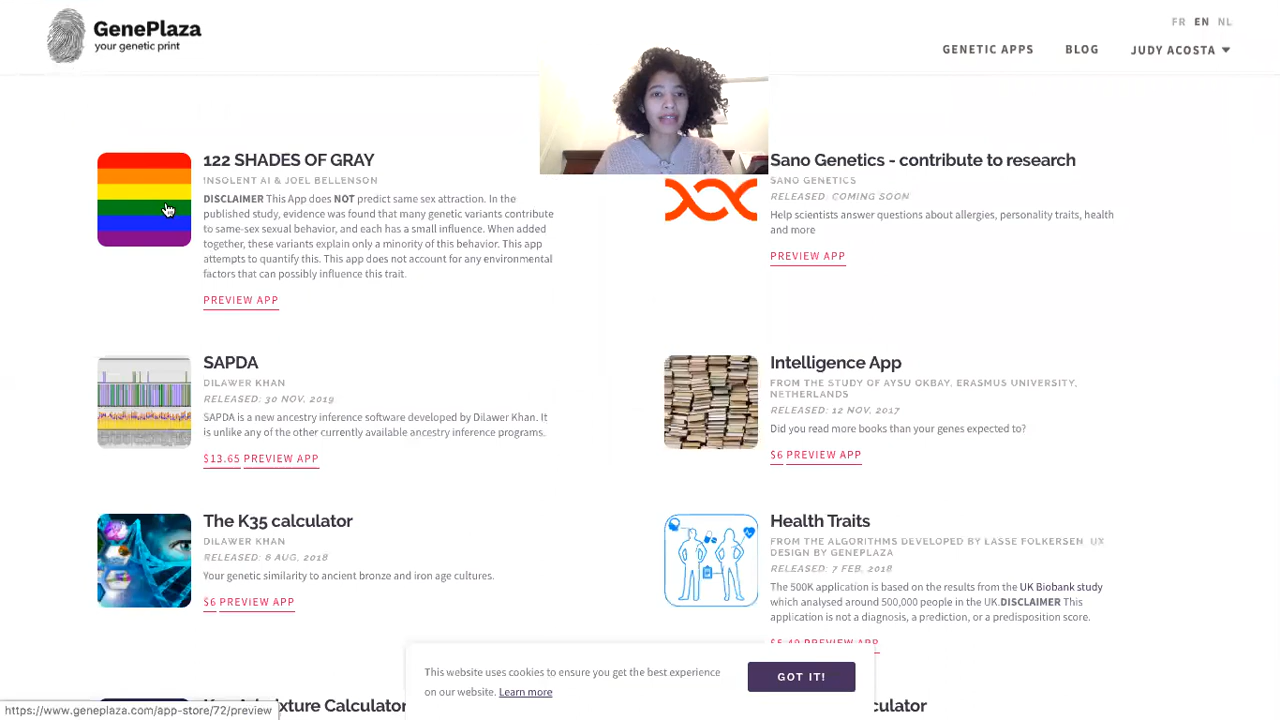 GenePlaza
your genetic print
FR EN NL
GENETIC APPS BLOG JUDY ACOSTA
122 SHADES OF GRAY
INSOLENT AI & JOEL BELLENSON
DISCLAIMER This App does NOT predict same sex attraction. In the
published study, evidence was found that many genetic variants contribute
to same-sex sexual behavior, and each has a small influence. When added
together, these variants explain only a minority of this behavior. This app
attempts to quantify this. This app does not account for any environmental
factors that can possibly influence this trait.
PREVIEW APP
Sano Genetics - contribute to research
SANO GENETICS
RELEASED: COMING SOON
Help scientists answer questions about allergies, personality traits, health
and more
PREVIEW APP
SAPDA
DILAWER KHAN
RELEASED: 30 NOV, 2019
SAPDA is a new ancestry inference software developed by Dilawer Khan. It
is unlike any of the other currently available ancestry inference programs.
$13.65 PREVIEW APP
Intelligence App
FROM THE STUDY OF AYSU OKBAY, ERASMUS UNIVERSITY,
NETHERLANDS
RELEASED: 12 NOV, 2017
Did you read more books than your genes expected to?
$6 PREVIEW APP
The K35 calculator
DILAWER KHAN
RELEASED: 8 AUG, 2018
Your genetic similarity to ancient bronze and iron age cultures.
$6 PREVIEW APP
Health Traits
FROM THE ALGORITHMS DEVELOPED BY LASSE FOLKERSEN UX
DESIGN BY GENEPLAZA
RELEASED: 7 FEB, 2018
The 500K application is based on the results from the UK Biobank study
which analysed around 500,000 people in the UK.DISCLAIMER This
application is not a diagnosis, a prediction, or a predisposition score.
PREVIEW APP
This website uses cookies to ensure you get the best experience
on our website. Learn more
GOT IT!
https://www.geneplaza.com/app-store/72/preview
Calculator